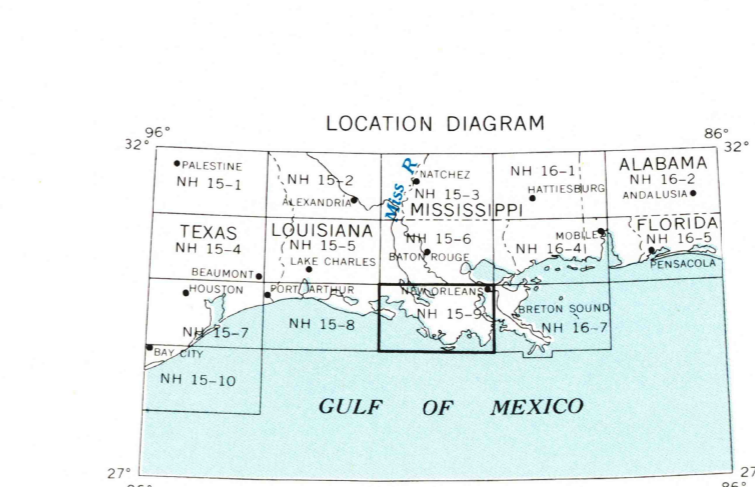 LOCATION DIAGRAM
96°
86°
32°
32°
PALESTINE
NH 15-1
NH 15-2
ALEXANDRIA
Miss R.
NATCHEZ
NH 15-3
MISSISSIPPI
NH 16-1
HATTIESBURG
ALABAMA
NH 16-2
ANDALUSIA
TEXAS
NH 15-4
LOUISIANA
NH 15-5
LAKE CHARLES
NH 15-6
BATON ROUGE
MOBILE
NH 16-4
FLORIDA
NH 16-5
PENSACOLA
BEAUMONT
HOUSTON
PORT ARTHUR
NEW ORLEANS
NH 15-7
NH 15-8
NH 15-9
BRETON SOUND
NH 16-7
BAY CITY
NH 15-10
GULF OF MEXICO
27°
27
86°